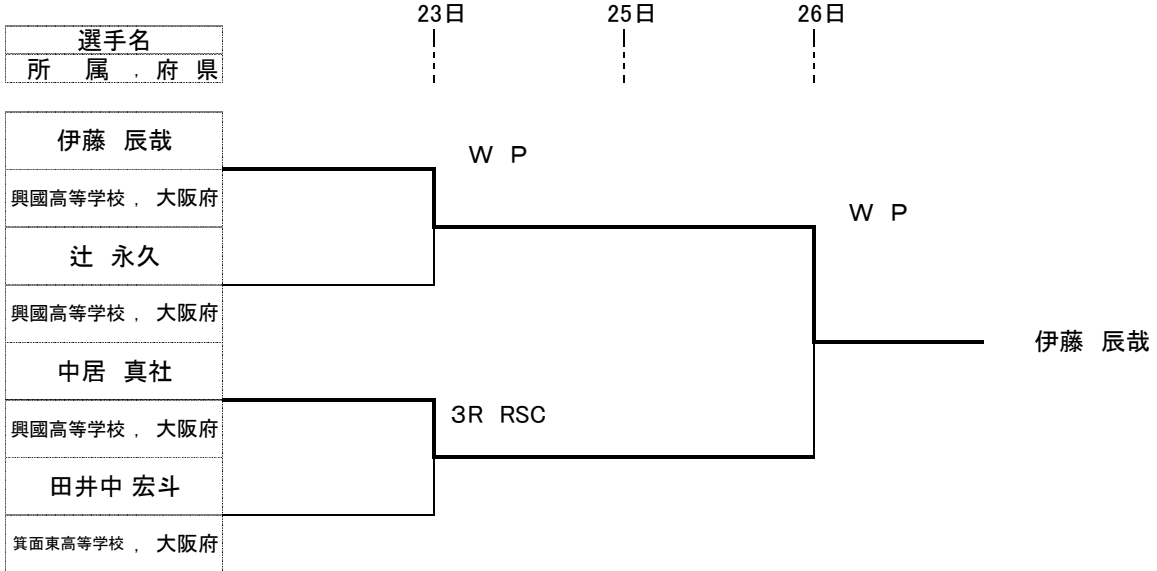 23日 25日 26日
選手名
所 属 , 府 県
伊藤 辰哉
W P
興國高等学校 , 大阪府
W P
辻 永久
興國高等学校 , 大阪府
伊藤 辰哉
中居 真社
3R RSC
興國高等学校 , 大阪府
田井中 宏斗
箕面東高等学校 , 大阪府